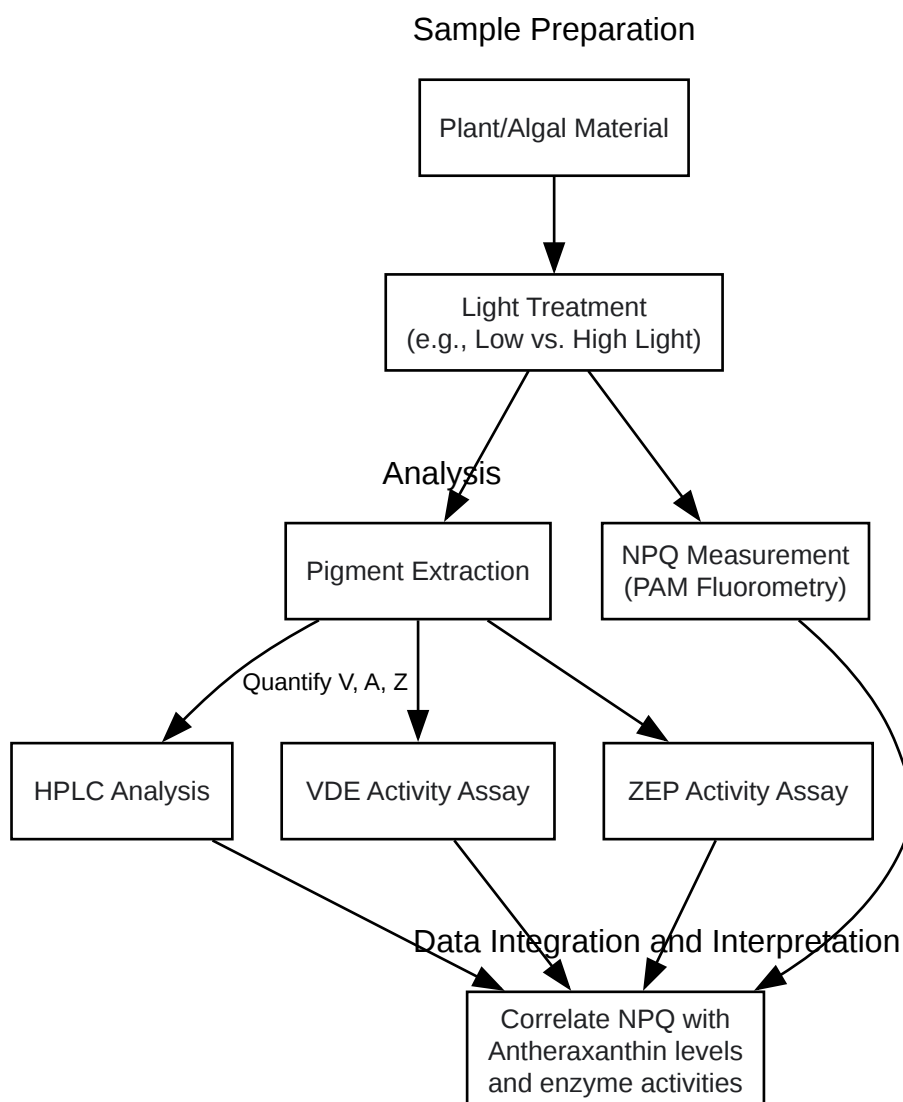 Sample Preparation
Plant/Algal Material
Light Treatment
(e.g., Low vs. High Light)
Analysis
Pigment Extraction
NPQ Measurement
(PAM Fluorometry)
Quantify V, A, Z
HPLC Analysis
VDE Activity Assay
ZEP Activity Assay
Data Integration and Interpretation
Correlate NPQ with
Antheraxanthin levels
and enzyme activities